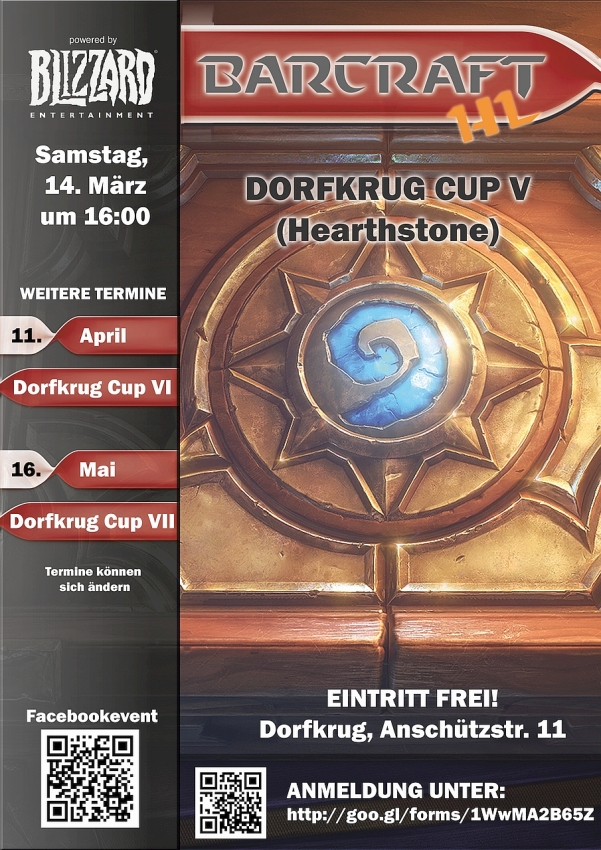 powered by
BLIZZARD
ENTERTAINMENT
Samstag,
14. März
um 16:00
WEITERE TERMINE
11. April
Dorfkrug Cup VI
16. Mai
Dorfkrug Cup VII
Termine können
sich ändern
Facebookevent
BARCRAFT
HL
DORFKRUG CUP V
(Hearthstone)
EINTRITT FREI!
Dorfkrug, Anschützstr. 11
ANMELDUNG UNTER:
http://goo.gl/forms/1WwMA2B65Z